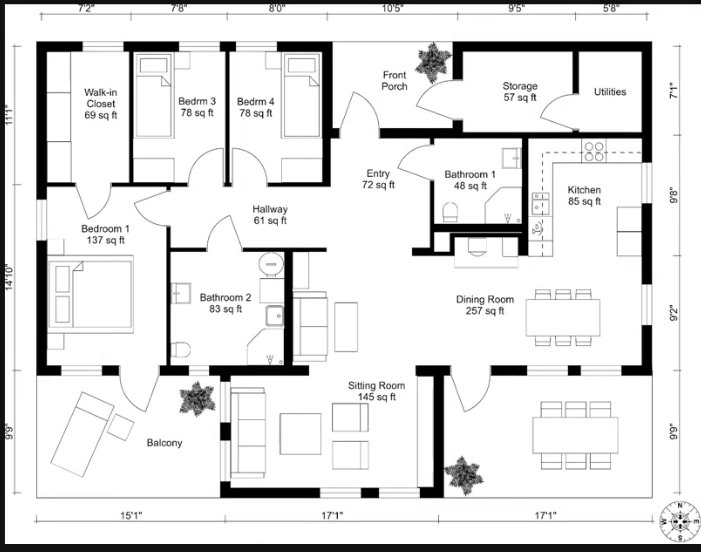 7'2"
7'8"
8'0"
10'5"
9'5"
5'8"
11'1"
14'10"
9'9"
Walk-in
Closet
69 sq ft
Bedrm 3
78 sq ft
Bedrm 4
78 sq ft
Front
Porch
Storage
57 sq ft
Utilities
7'1"
Entry
72 sq ft
Bathroom 1
48 sq ft
Kitchen
85 sq ft
9'8"
Hallway
61 sq ft
Bedroom 1
137 sq ft
Bathroom 2
83 sq ft
Dining Room
257 sq ft
9'2"
Sitting Room
145 sq ft
Balcony
9'9"
15'1"
17'1"
17'1"
N
W
E
S